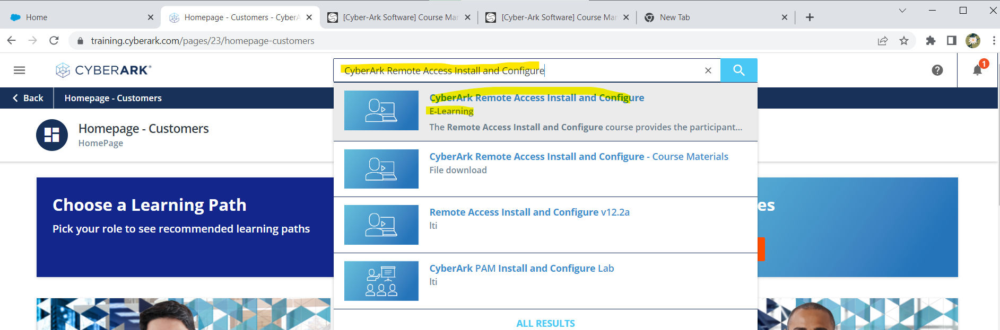 Home
Homepage - Customers - CyberA
[Cyber-Ark Software] Course Mar
[Cyber-Ark Software] Course Mar
New Tab
training.cyberark.com/pages/23/homepage-customers
CYBERARK®
CyberArk Remote Access Install and Configure
1
Back
Homepage - Customers
Homepage - Customers
HomePage
CyberArk Remote Access Install and Configure
E-Learning
The Remote Access Install and Configure course provides the participant...
CyberArk Remote Access Install and Configure - Course Materials
File download
Remote Access Install and Configure v12.2a
lti
CyberArk PAM Install and Configure Lab
lti
ALL RESULTS
Choose a Learning Path
Pick your role to see recommended learning paths
es